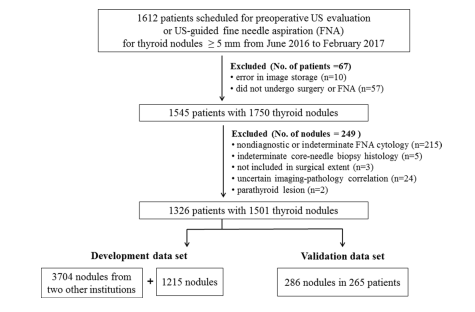 1612 patients scheduled for preoperative US evaluation
or US-guided fine needle aspiration (FNA)
for thyroid nodules ≥ 5 mm from June 2016 to February 2017
Excluded (No. of patients =67)
• error in image storage (n=10)
• did not undergo surgery or FNA (n=57)
1545 patients with 1750 thyroid nodules
Excluded (No. of nodules = 249 )
• nondiagnostic or indeterminate FNA cytology (n=215)
• indeterminate core-needle biopsy histology (n=5)
• not included in surgical extent (n=3)
• uncertain imaging-pathology correlation (n=24)
• parathyroid lesion (n=2)
1326 patients with 1501 thyroid nodules
Development data set
Validation data set
3704 nodules from
two other institutions
+
1215 nodules
286 nodules in 265 patients